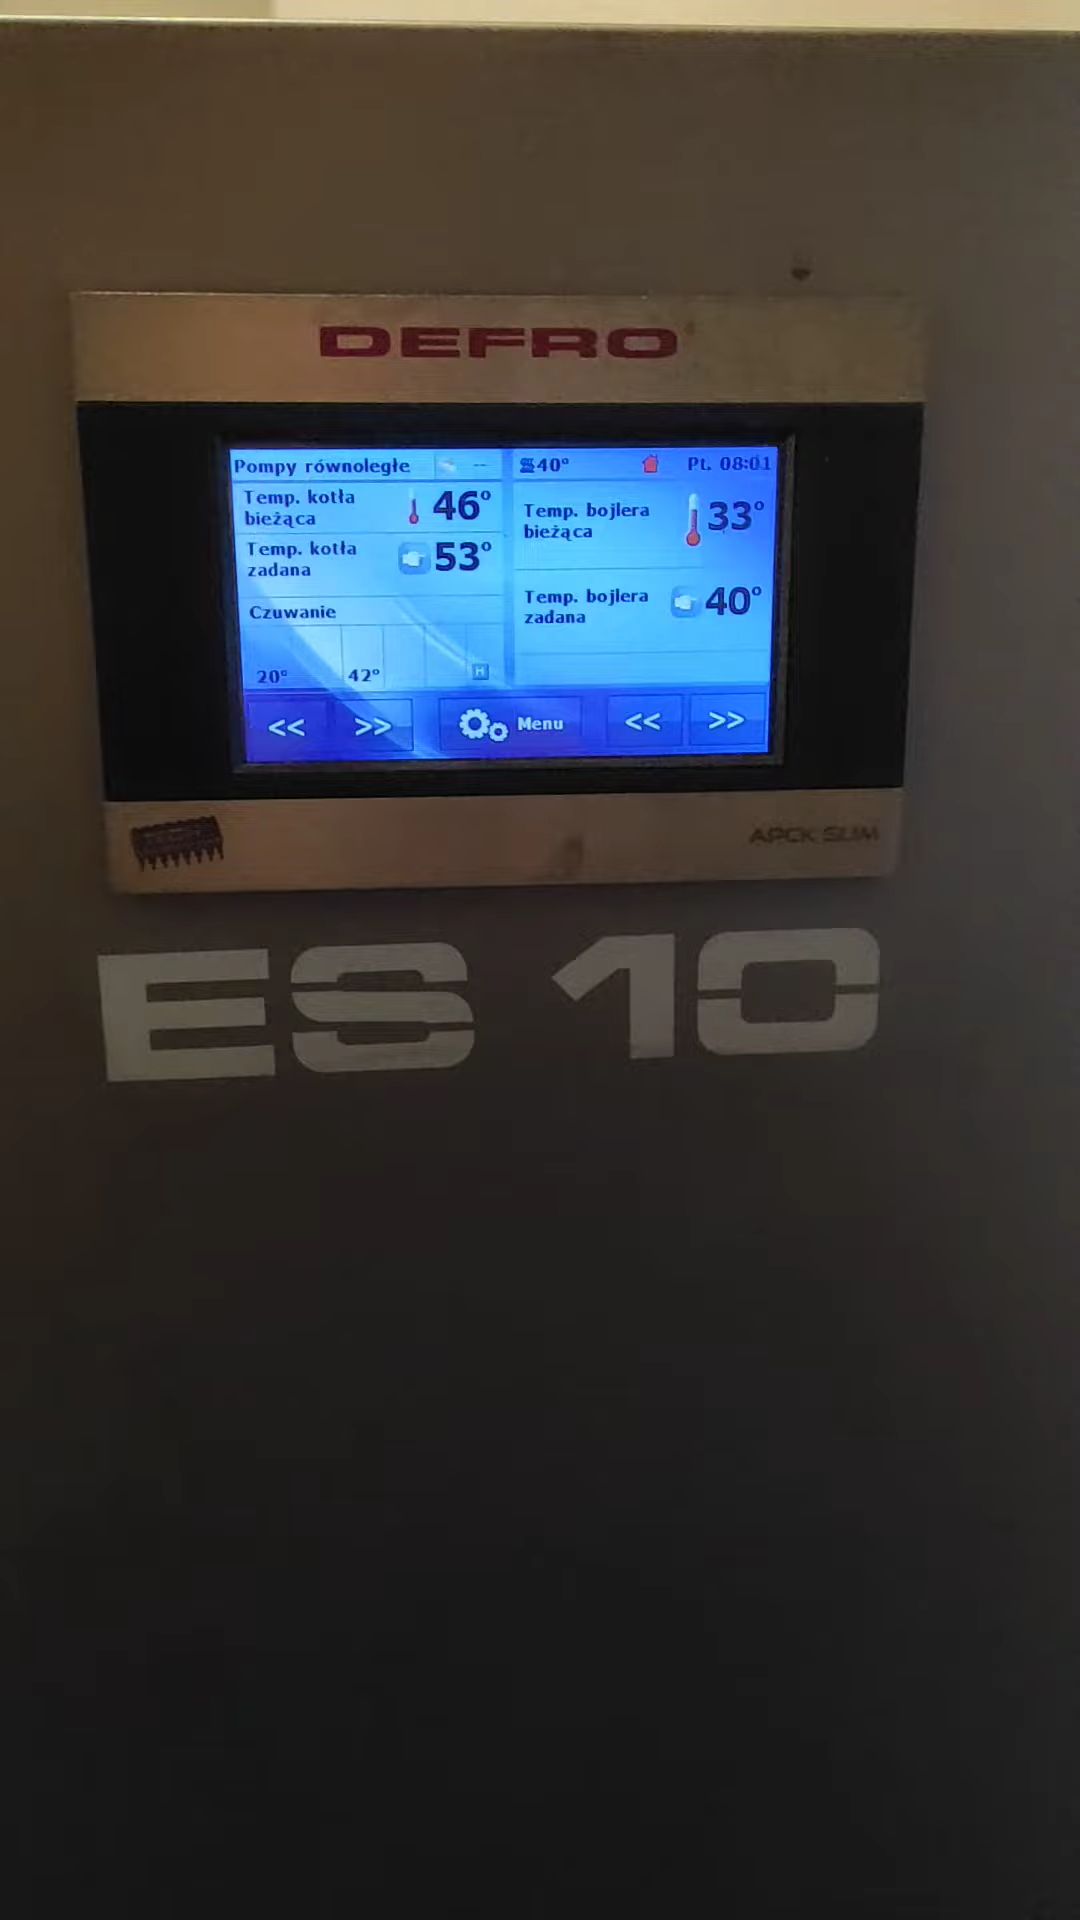 DEFRO
Pompy równoległe -- 40° Pt. 08:01
Temp. kotła
bieżąca 46°
Temp. kotła
zadana 53°
Czuwanie
20° 42° H
Temp. bojlera
bieżąca 33°
Temp. bojlera
zadana 40°
<< >> Menu << >>
APCK SLIM
ES 10